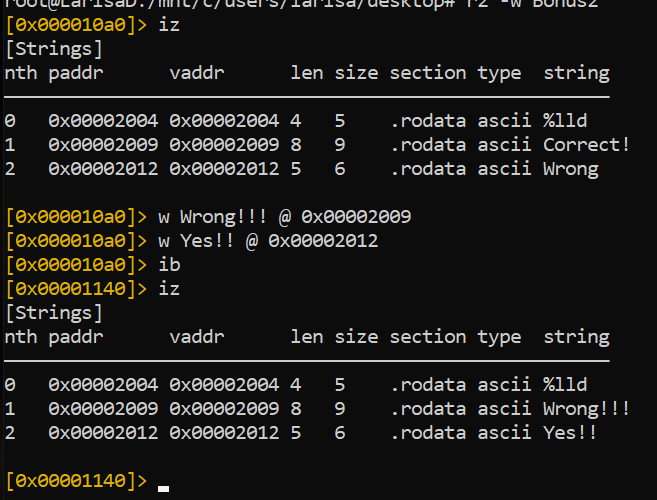 root@LarisaD:/mnt/c/users/larisa/desktop# r2 -w Bonus2
[0x000010a0]> iz
[Strings]
nth paddr      vaddr      len size section type  string
0   0x00002004 0x00002004 4   5    .rodata ascii %lld
1   0x00002009 0x00002009 8   9    .rodata ascii Correct!
2   0x00002012 0x00002012 5   6    .rodata ascii Wrong
[0x000010a0]> w Wrong!!! @ 0x00002009
[0x000010a0]> w Yes!! @ 0x00002012
[0x000010a0]> ib
[0x00001140]> iz
[Strings]
nth paddr      vaddr      len size section type  string
0   0x00002004 0x00002004 4   5    .rodata ascii %lld
1   0x00002009 0x00002009 8   9    .rodata ascii Wrong!!!
2   0x00002012 0x00002012 5   6    .rodata ascii Yes!!
[0x00001140]>